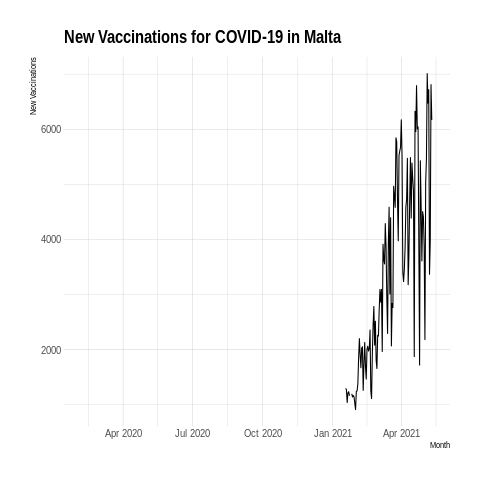 New Vaccinations for COVID-19 in Malta
New Vaccinations
6000
4000
2000
Apr 2020
Jul 2020
Oct 2020
Jan 2021
Apr 2021
Month